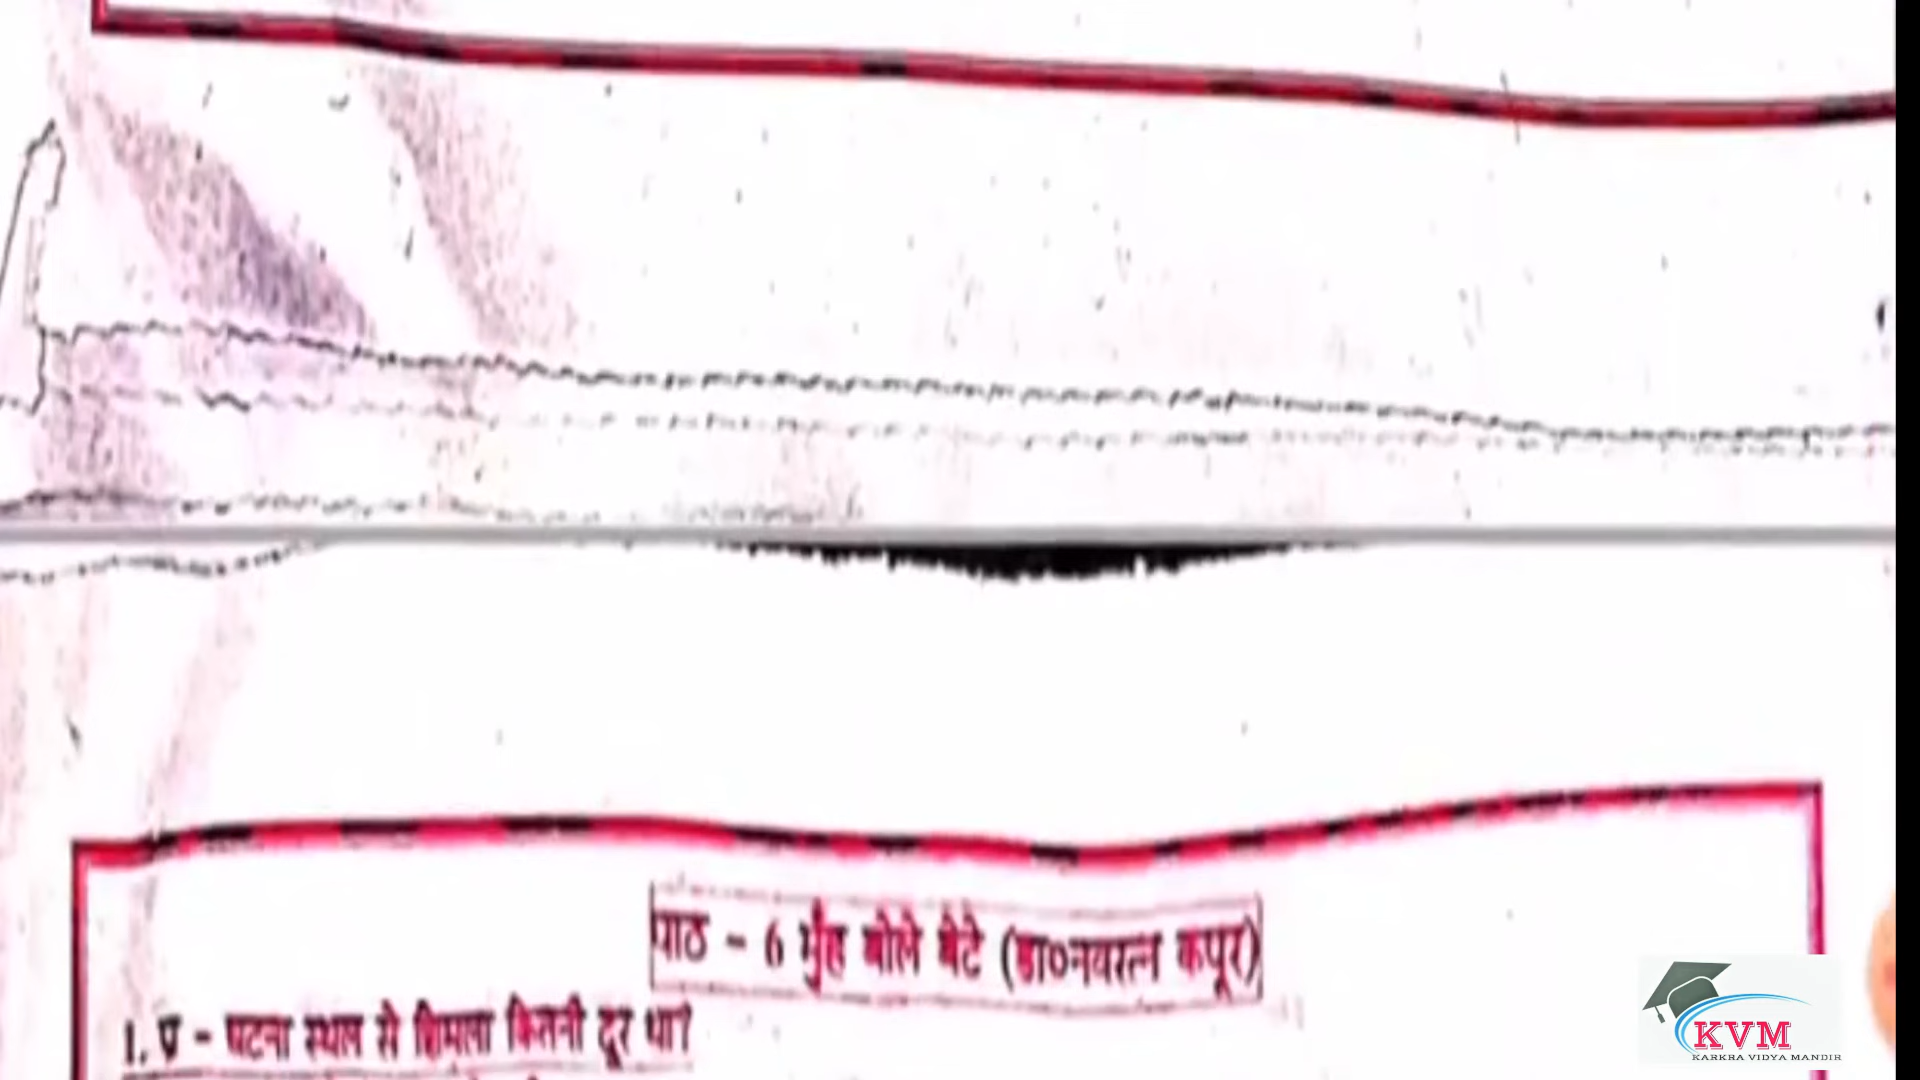 पाठ - 6 मुँह बोले बेटे (डा०नवरत्न कपूर)
1. प्र - घटना स्थल से शिमला कितनी दूर था?
KVM
KARKRA VIDYA MANDIR